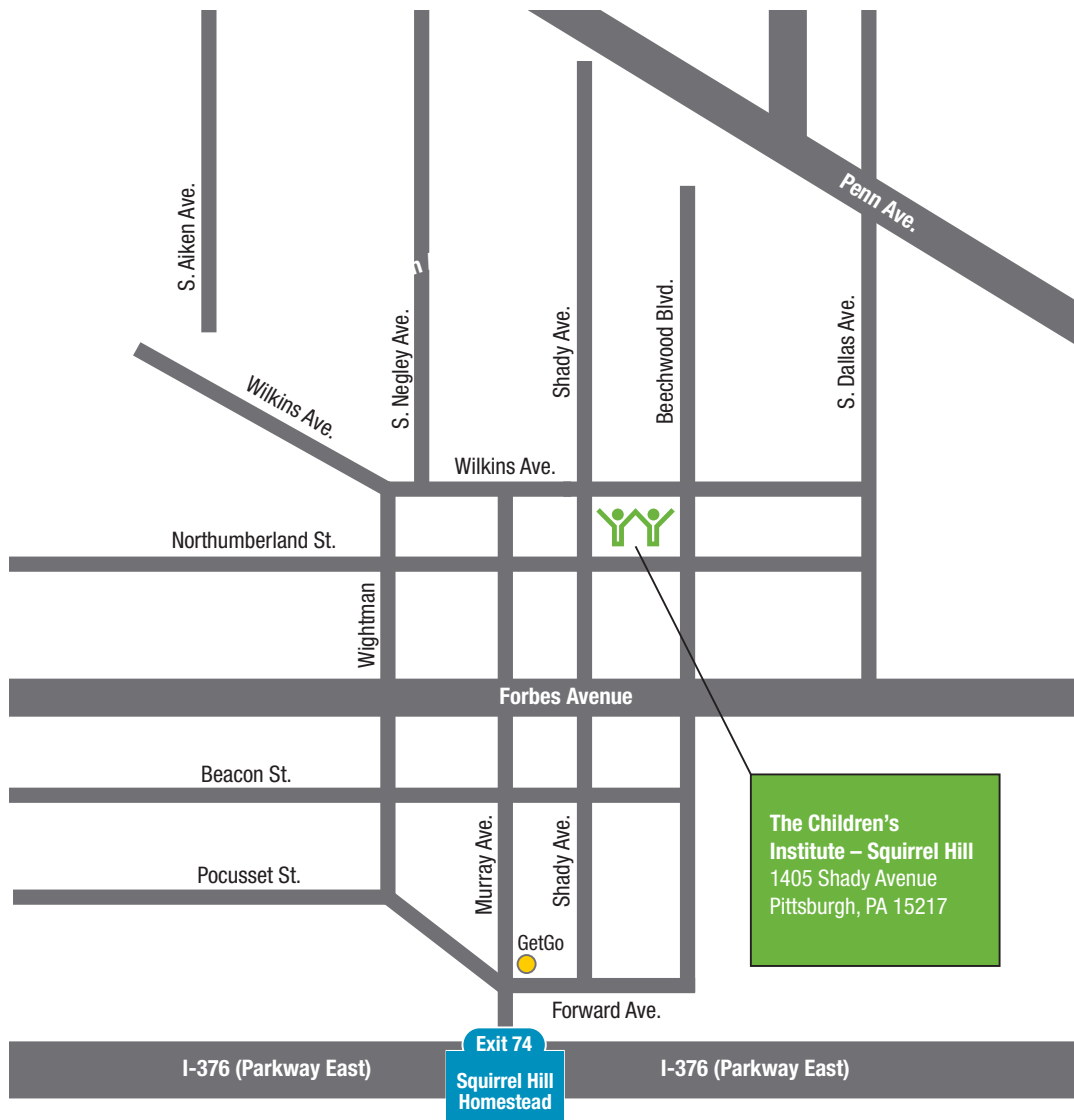 S. Aiken Ave.
S. Negley Ave.
Shady Ave.
Beechwood Blvd.
S. Dallas Ave.
Penn Ave.
Wilkins Ave.
Wilkins Ave.
Northumberland St.
Wightman
Forbes Avenue
Beacon St.
Murray Ave.
Shady Ave.
Pocusset St.
The Children’s
Institute – Squirrel Hill
1405 Shady Avenue
Pittsburgh, PA 15217
GetGo
Forward Ave.
I-376 (Parkway East)
Exit 74
Squirrel Hill
Homestead
I-376 (Parkway East)